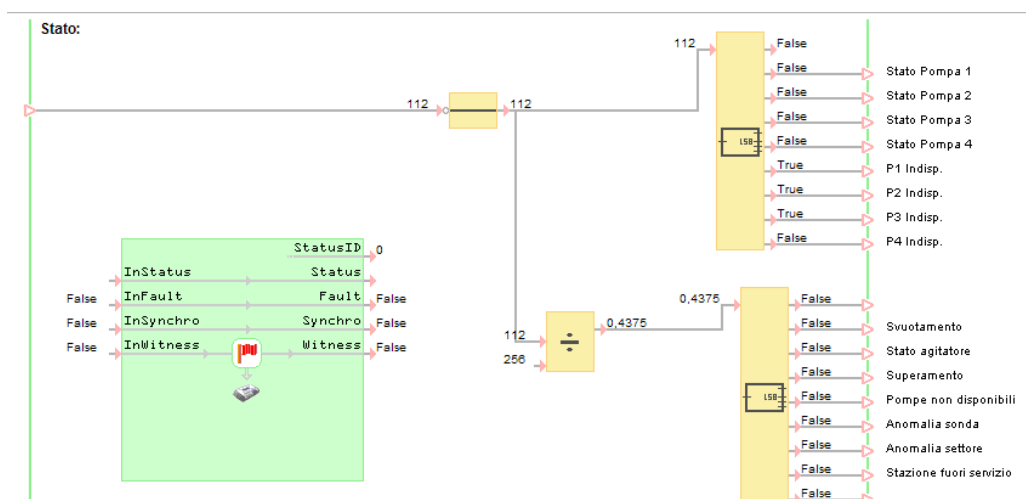 Stato:
112
False
False
Stato Pompa 1
False
Stato Pompa 2
112
112
False
Stato Pompa 3
LSB
False
Stato Pompa 4
True
P1 Indisp.
True
P2 Indisp.
True
P3 Indisp.
False
P4 Indisp.
StatusID
0
InStatus
Status
False
InFault
Fault
False
False
InSynchro
Synchro
False
False
InWitness
Witness
False
112
256
0,4375
0,4375
False
False
Svuotamento
False
Stato agitatore
False
Superamento
LSB
False
Pompe non disponibili
False
Anomalia sonda
False
Anomalia settore
False
Stazione fuori servizio
False